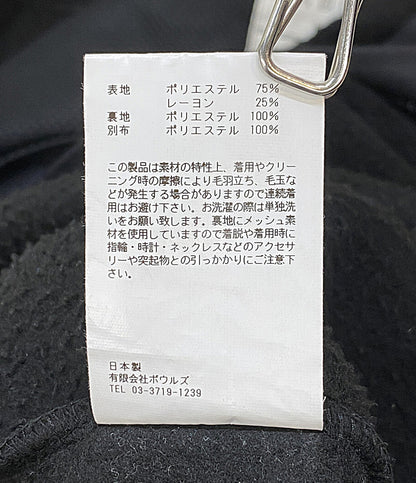 表地 ポリエステル 75%
レーヨン 25%
裏地 ポリエステル 100%
別布 ポリエステル 100%
この製品は素材の特性上、着用やクリー
ニング時の摩擦により毛羽立ち、毛玉な
どが発生する場合がありますので連続着
用はお避け下さい。お洗濯の際は単独洗
いをお願い致します。裏地にメッシュ素
材を使用していますので着脱や着用時に
指輪・時計・ネックレスなどのアクセサ
リーや突起物との引っかかりにご注意下
さい。
日本製
有限会社ボウルズ
TEL 03-3719-1239